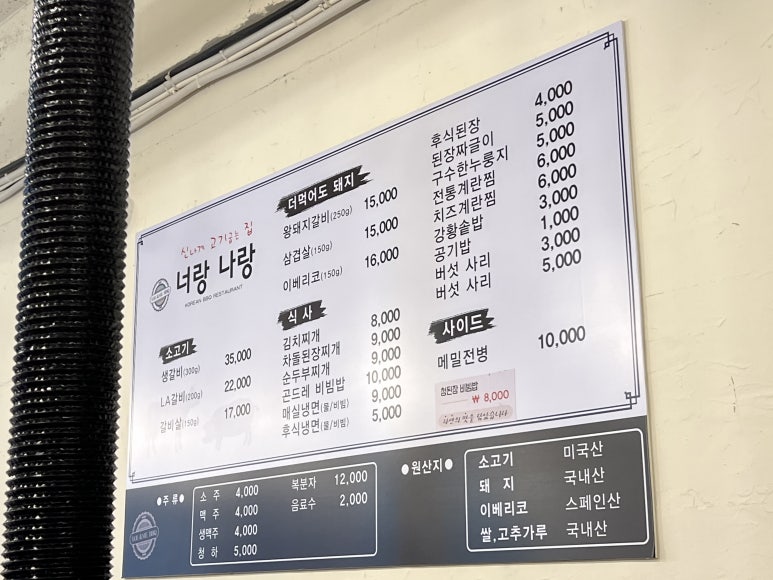 신나게 고기굽는 집
너랑 나랑
KOREAN BBQ RESTAURANT
소고기
생갈비(300g) 35,000
LA갈비(200g) 22,000
갈비살(150g) 17,000
더먹어도 돼지
왕돼지갈비(250g) 15,000
삼겹살(150g) 15,000
이베리코(150g) 16,000
식 사
김치찌개 8,000
차돌된장찌개 9,000
순두부찌개 9,000
곤드레 비빔밥 10,000
매실냉면(물/비빔) 9,000
후식냉면(물/비빔) 5,000
후식된장 4,000
된장짜글이 5,000
구수한누룽지 5,000
전통계란찜 6,000
치즈계란찜 6,000
강황솥밥 3,000
공기밥 1,000
버섯 사리 3,000
버섯 사리 5,000
사이드
메밀전병 10,000
청된장 비빔밥
₩ 8,000
●주 류●
소 주 4,000
맥 주 4,000
생맥주 4,000
청 하 5,000
복분자 12,000
음료수 2,000
●원산지●
소고기 미국산
돼 지 국내산
이베리코 스페인산
쌀,고추가루 국내산